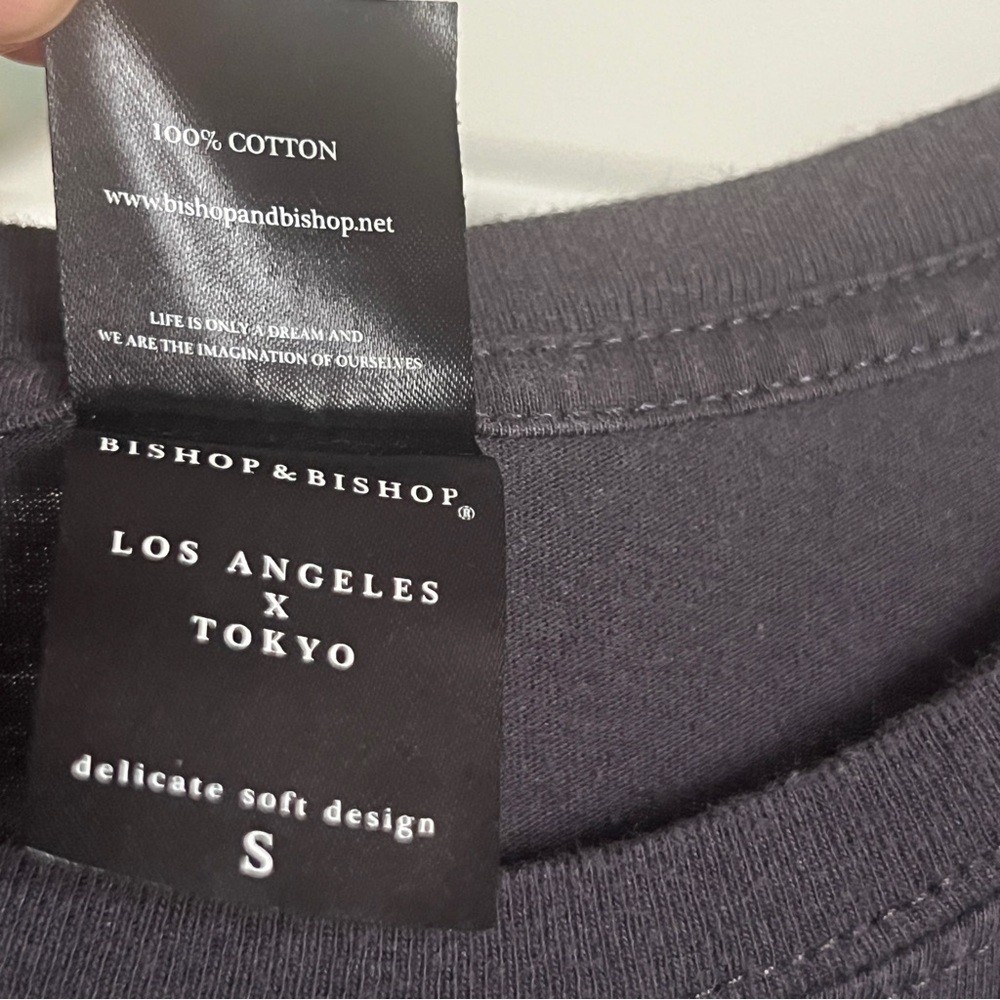 100% COTTON
www.bishopandbishop.net
LIFE IS ONLY A DREAM AND
WE ARE THE IMAGINATION OF OURSELVES
BISHOP & BISHOP®
LOS ANGELES
X
TOKYO
delicate soft design
S